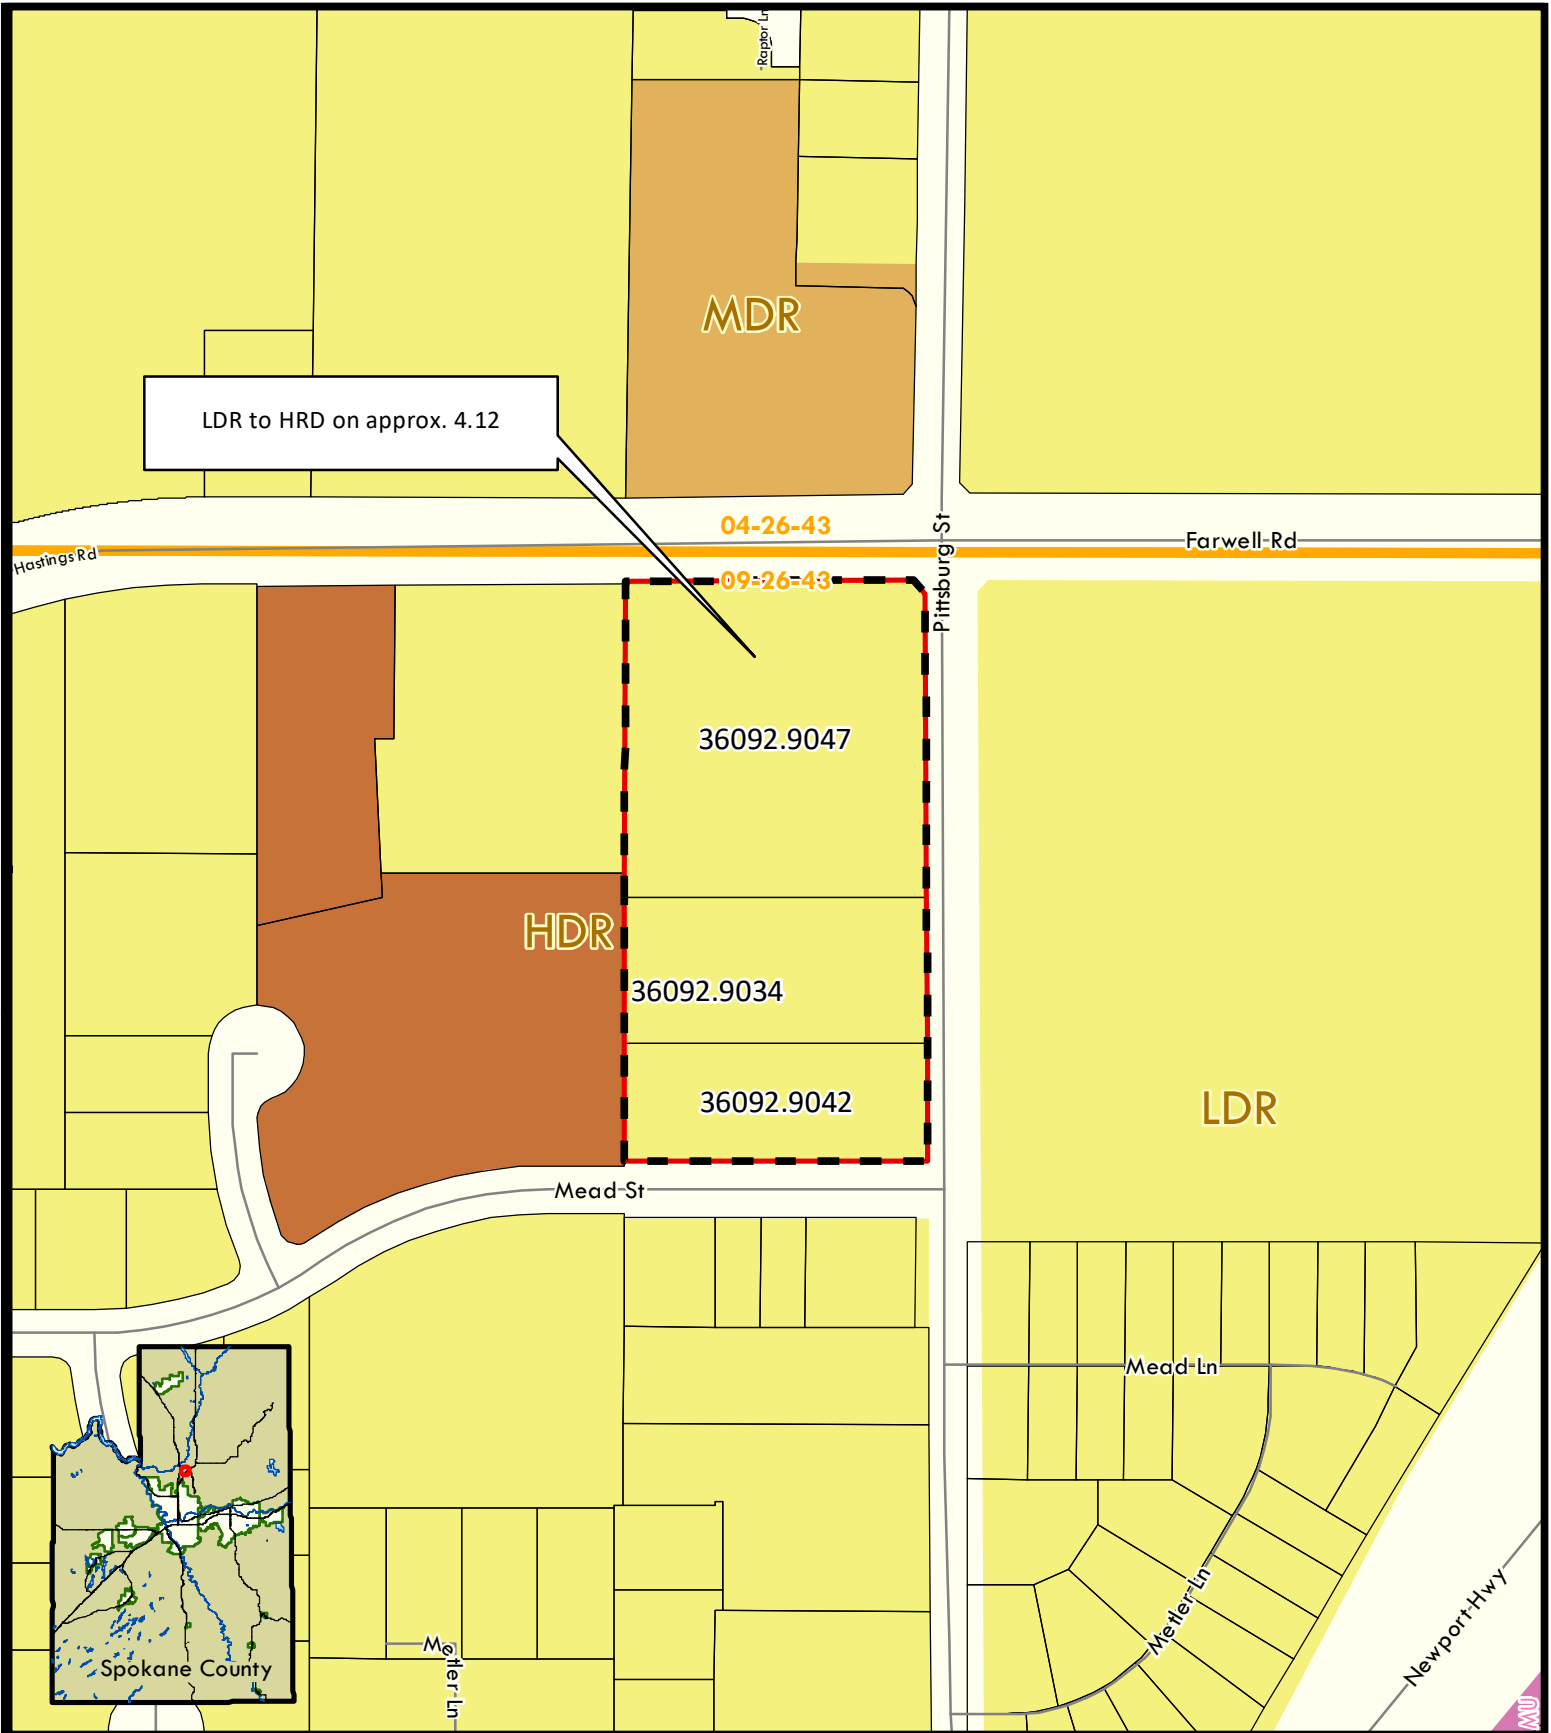 Raptor Ln
MDR
LDR to HRD on approx. 4.12
04-26-43
Pittsburg St
Farwell Rd
Hastings Rd
09-26-43
36092.9047
HDR
36092.9034
36092.9042
LDR
Mead St
Mead Ln
Metler Ln
Newport Hwy
Metler Ln
Spokane County
MU